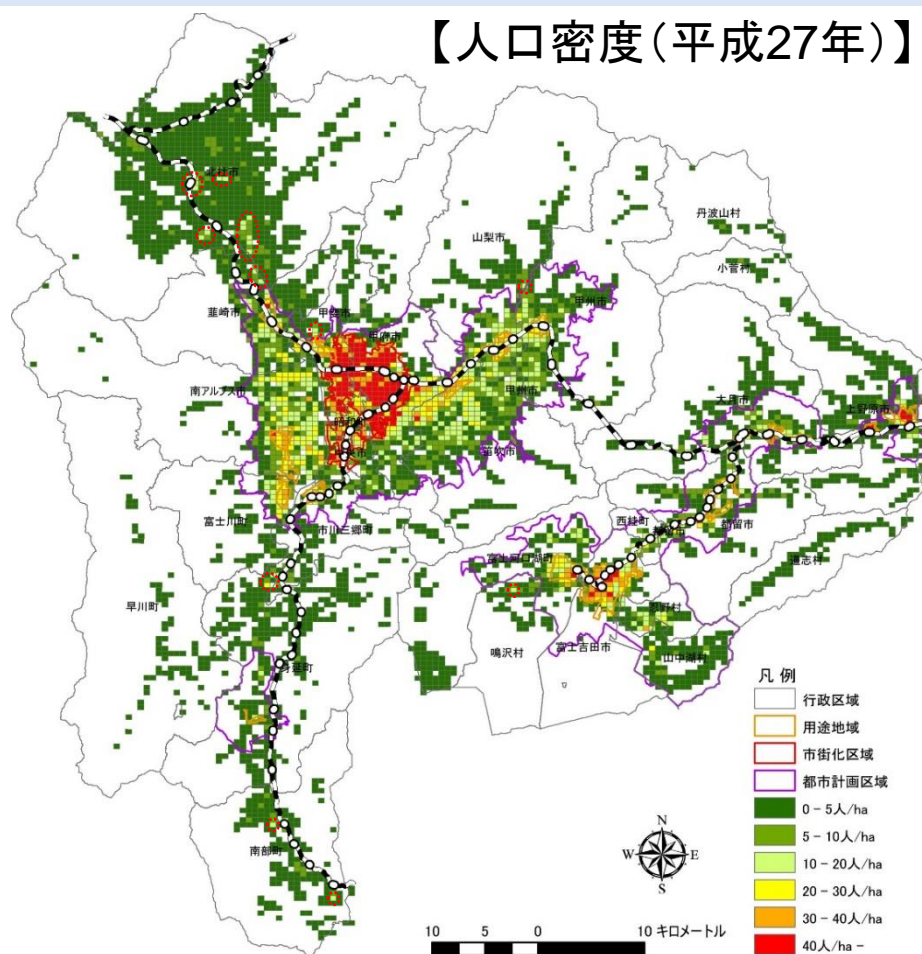 【人口密度(平成27年)】
北杜市
丹波山村
山梨市
小菅村
甲州市
韮崎市
甲斐市
甲府市
南アルプス市
甲州市
大月市
上野原市
昭和町
笛吹市
富士川町
市川三郷町
西桂町
都留市
富士河口湖町
道志村
早川町
忍野村
鳴沢村
富士吉田市
山中湖村
身延町
南部町
凡例
行政区域
用途地域
市街化区域
都市計画区域
0-5人/ha
5-10人/ha
10-20人/ha
20-30人/ha
30-40人/ha
40人/ha -
N
W
E
S
10 5 0 10 キロメートル